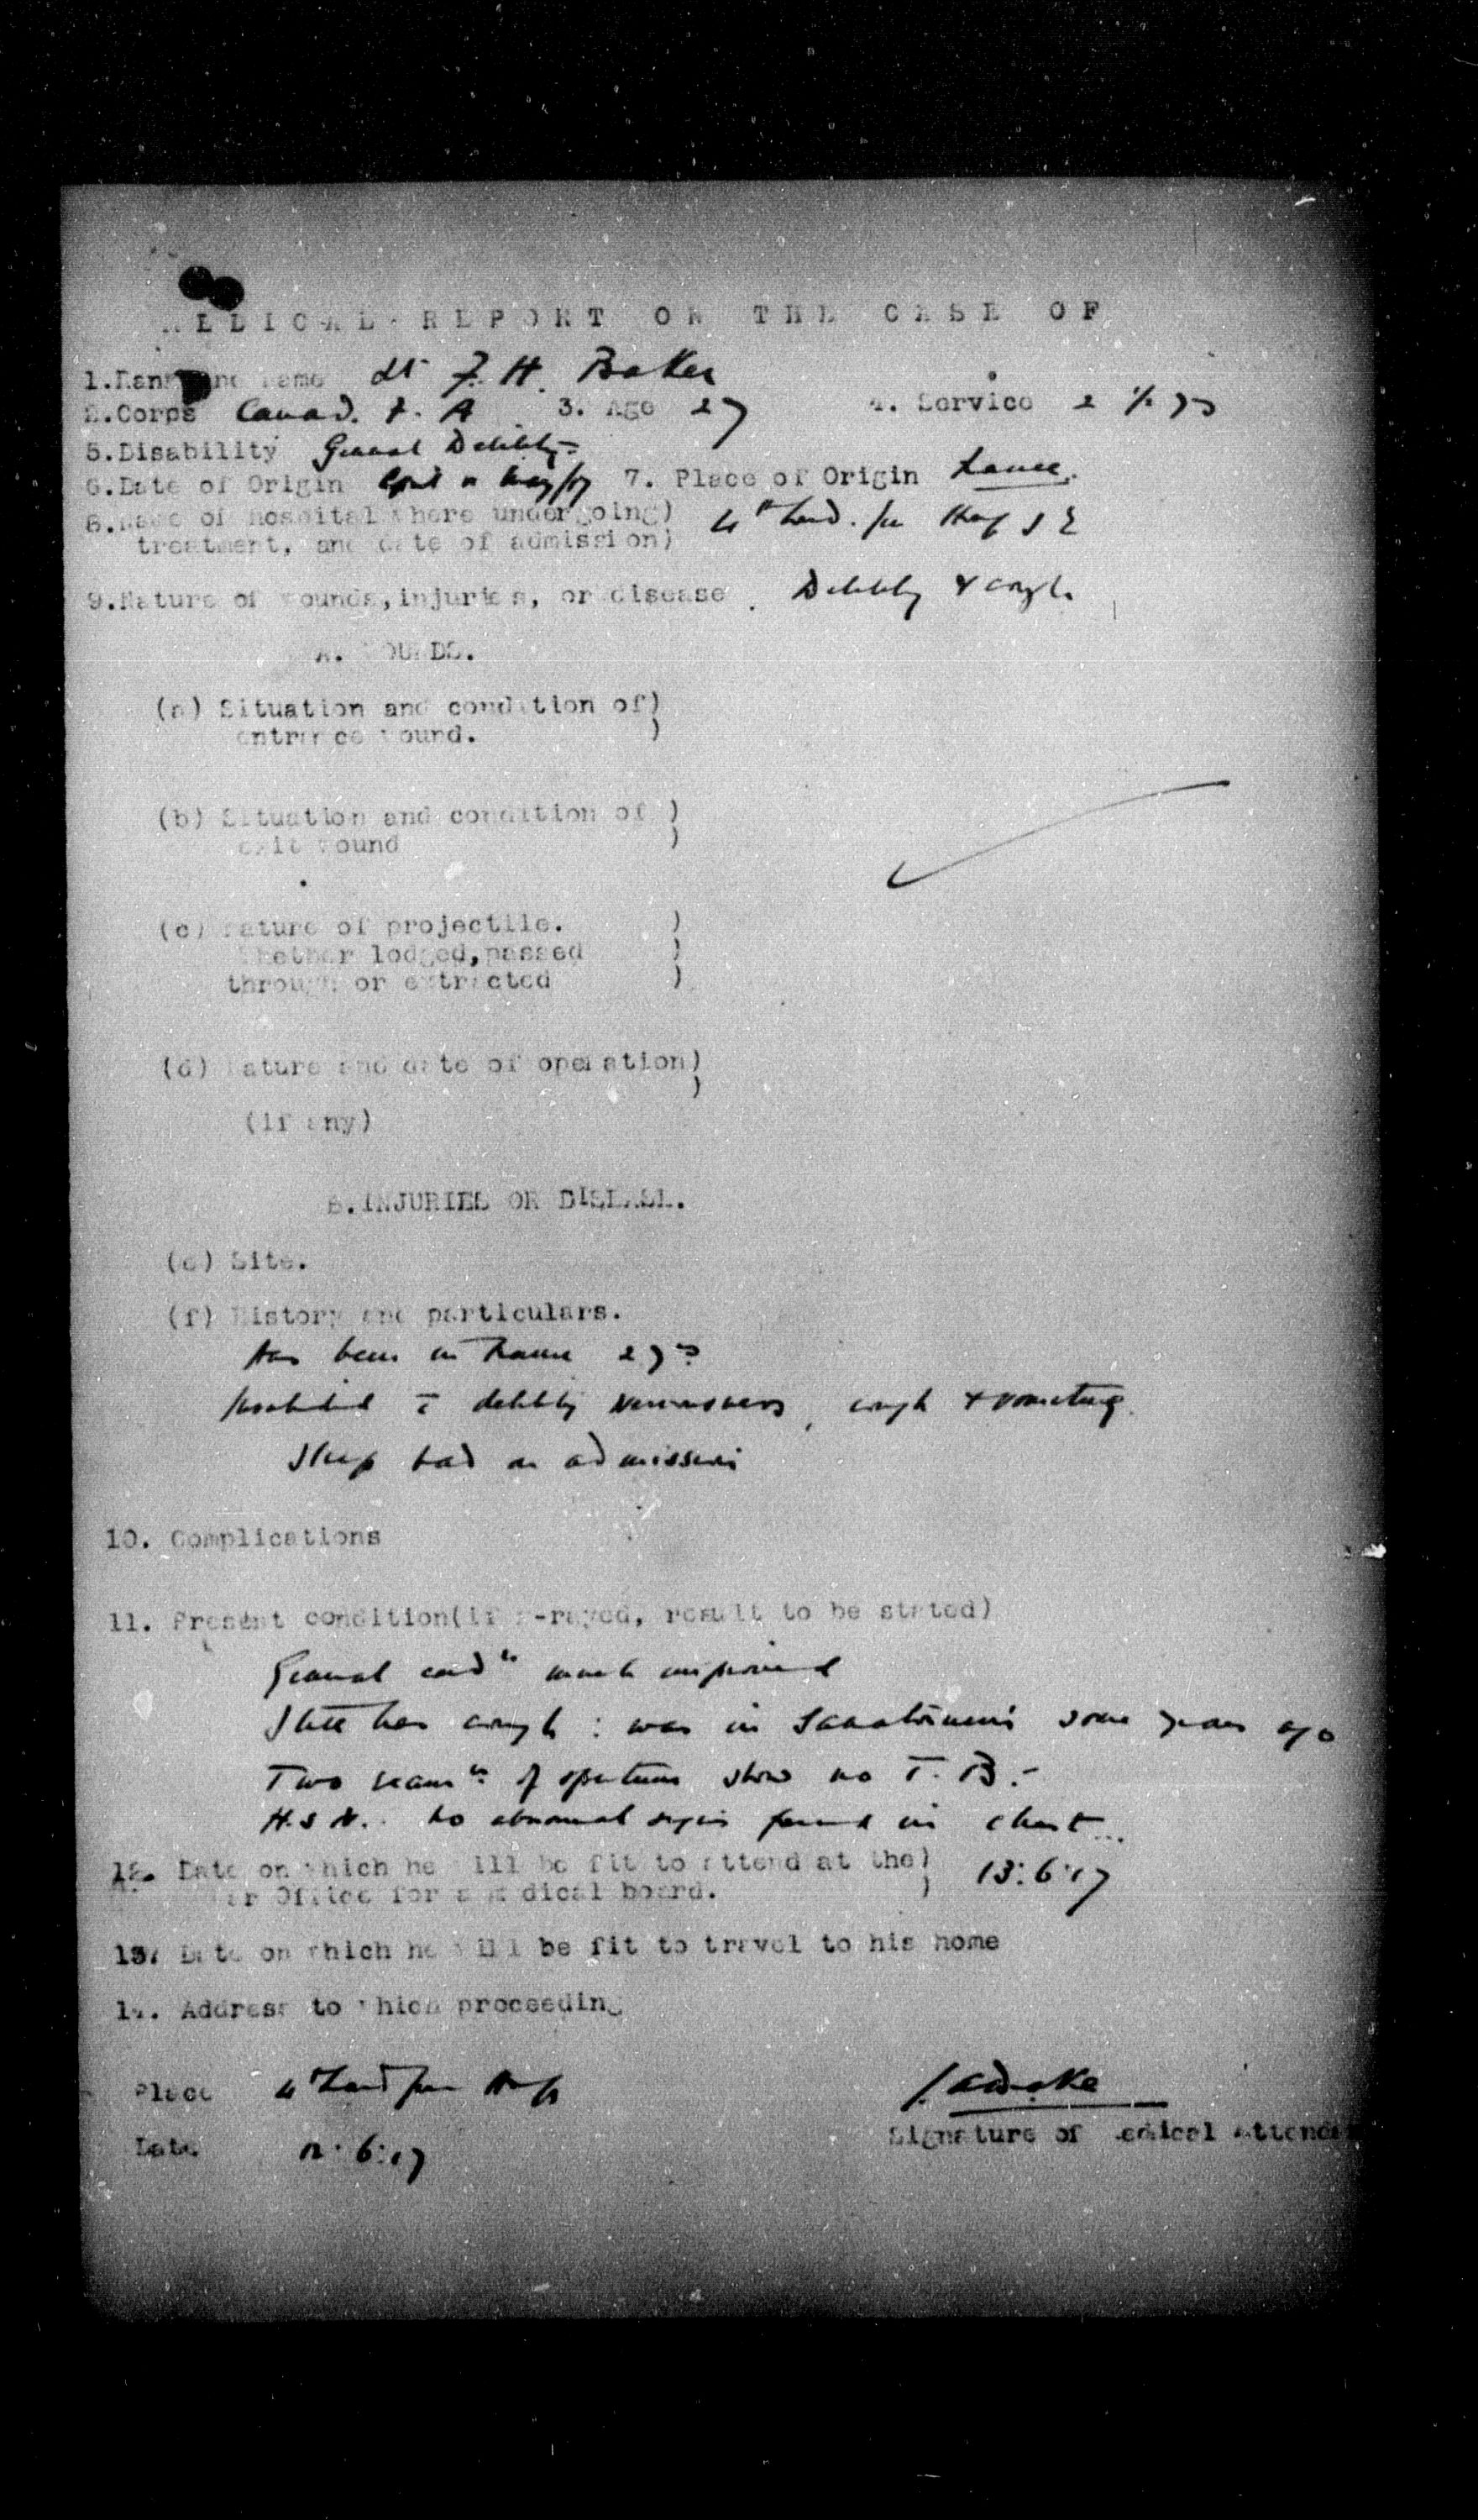 MEDICAL REPORT ON THE CASE OF
1. Rank and name Lt F. H. Baker
2. Corps Canad. F. A 3. Age 27 4. Service 2 ½ yrs
5. Disability General Debility
6. Date of Origin April or May/17 7. Place of Origin France.
8. Name of hospital where undergoing) 4th Lond. Gen Hosp S E
treatment, and date of admission)
9. Nature of wounds, injuries, or disease. Debility & cough.
A. WOUNDS.
(a) Situation and condition of)
entrance wound. )
(b) Situation and condition of )
exit wound )
(c) Nature of projectile. )
Whether lodged, passed )
through or extracted )
(d) Nature and date of operation)
)
(if any)
B. INJURIES OR DISEASE.
(e) Site.
(f) History and particulars.
Has been in France 2 yrs
debility nervousness, cough & vomiting.
Sleep bad on admission
10. Complications
11. Present condition (if x-rayed, result to be stated)
General condn much improved
Still has cough : was in Sanatorium some years ago
Two examns of sputum show no T. B.-
No abnormal signs found in chest...
12. Date on which he will be fit to attend at the) 13:6:17
War Office for a medical board. )
13. Date on which he will be fit to travel to his home
14. Address to which proceeding
Place 4th Lond Gen Hosp
Signature of Medical Attend
Date 12.6:17